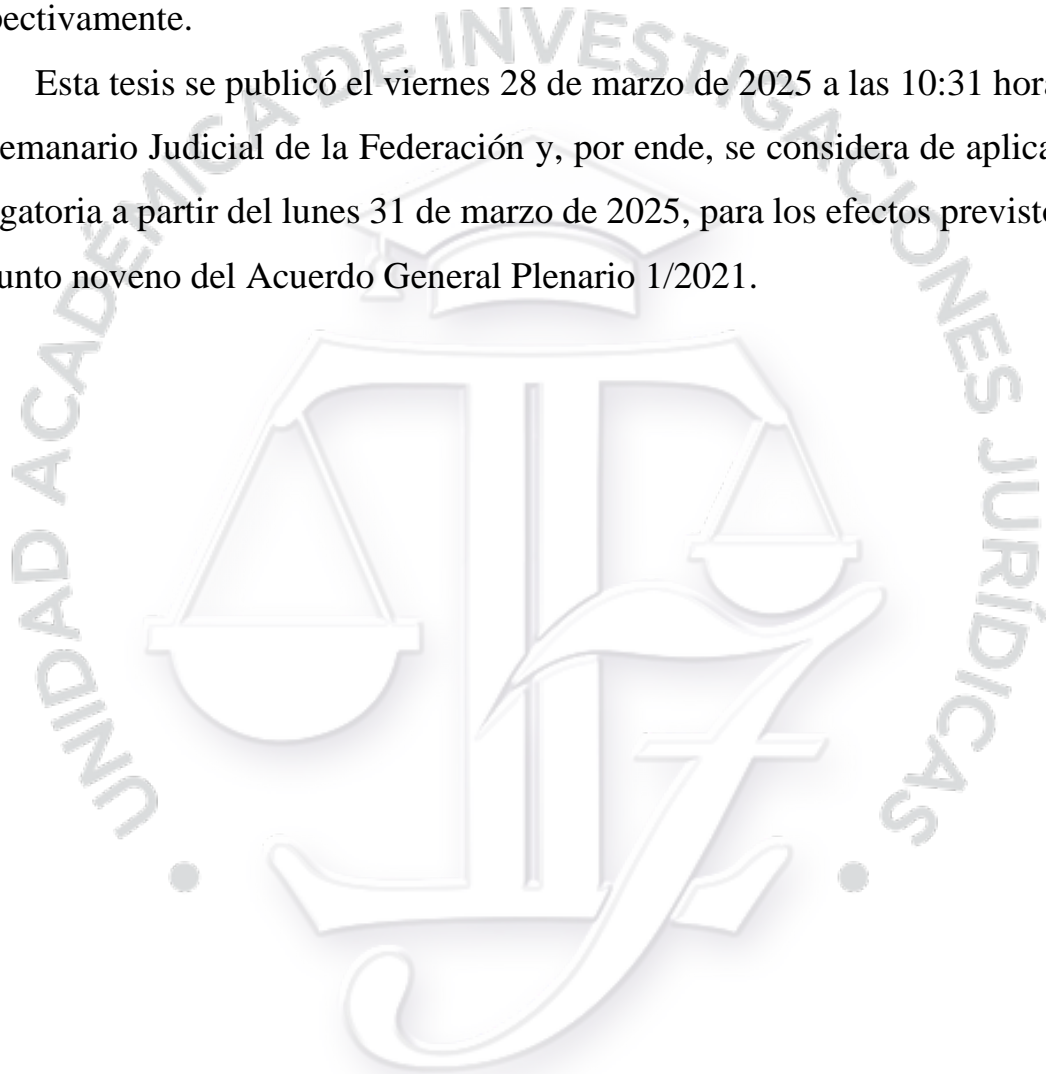 pectivamente.
Esta tesis se publicó el viernes 28 de marzo de 2025 a las 10:31 hora
emanario Judicial de la Federación y, por ende, se considera de aplica
gatoria a partir del lunes 31 de marzo de 2025, para los efectos previsto
unto noveno del Acuerdo General Plenario 1/2021.
UNIDAD ACADÉMICA DE INVESTIGACIONES JURÍDICAS